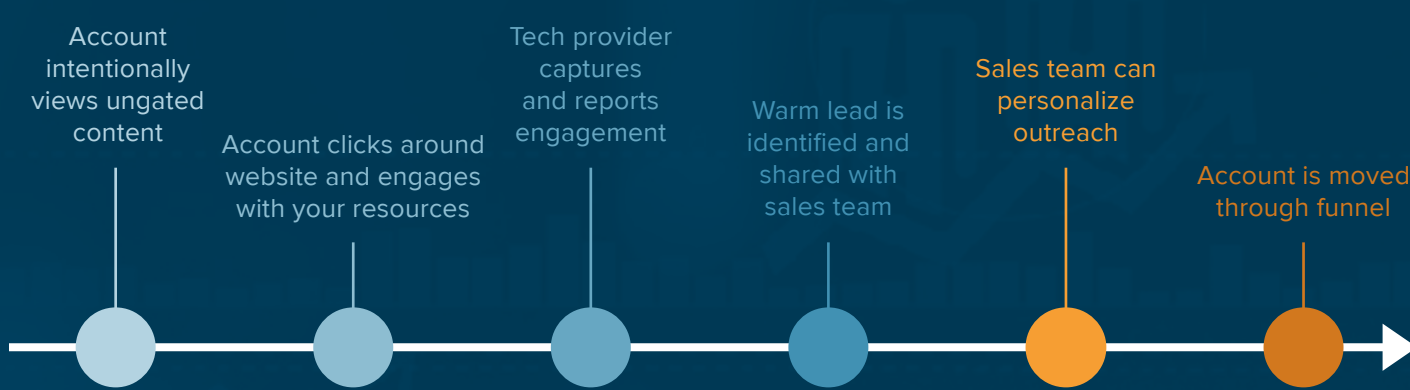 Account
intentionally
views ungated
content
Account clicks around
website and engages
with your resources
Tech provider
captures
and reports
engagement
Warm lead is
identified and
shared with
sales team
Sales team can
personalize
outreach
Account is moved
through funnel